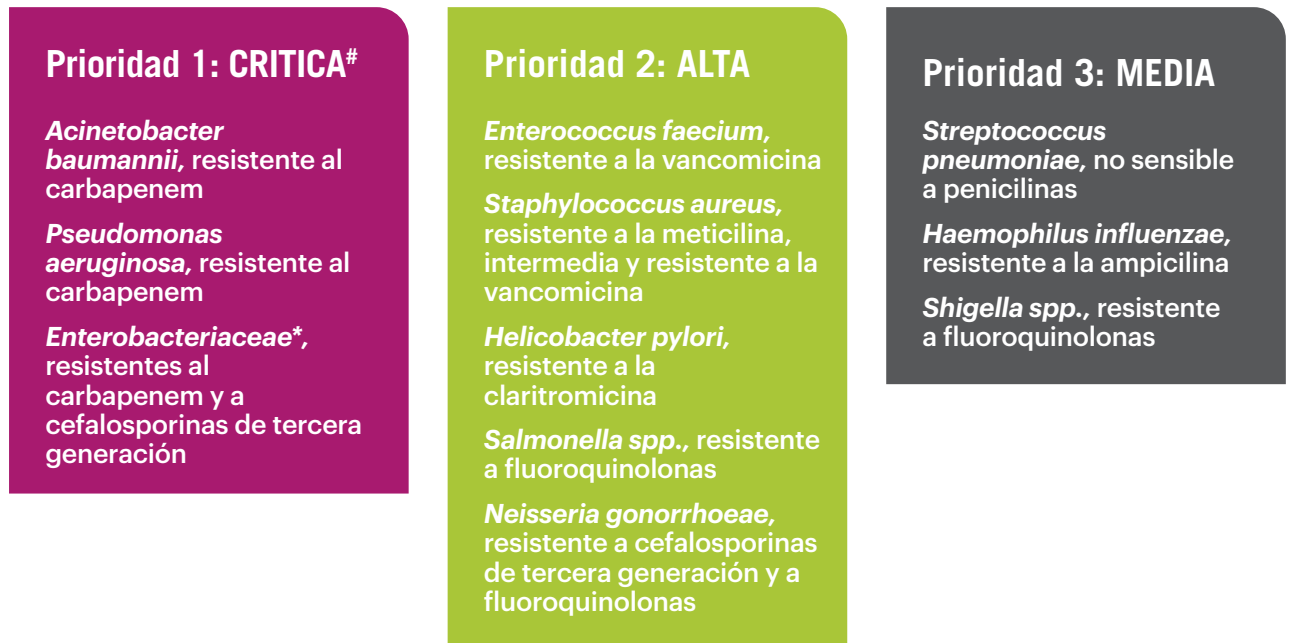 Prioridad 1: CRITICA#
Acinetobacter
baumannii, resistente al
carbapenem
Pseudomonas
aeruginosa, resistente al
carbapenem
Enterobacteriaceae*,
resistentes al
carbapenem y a
cefalosporinas de tercera
generación
Prioridad 2: ALTA
Enterococcus faecium,
resistente a la vancomicina
Staphylococcus aureus,
resistente a la meticilina,
intermedia y resistente a la
vancomicina
Helicobacter pylori,
resistente a la
claritromicina
Salmonella spp., resistente
a fluoroquinolonas
Neisseria gonorrhoeae,
resistente a cefalosporinas
de tercera generación y a
fluoroquinolonas
Prioridad 3: MEDIA
Streptococcus
pneumoniae, no sensible
a penicilinas
Haemophilus influenzae,
resistente a la ampicilina
Shigella spp., resistente
a fluoroquinolonas